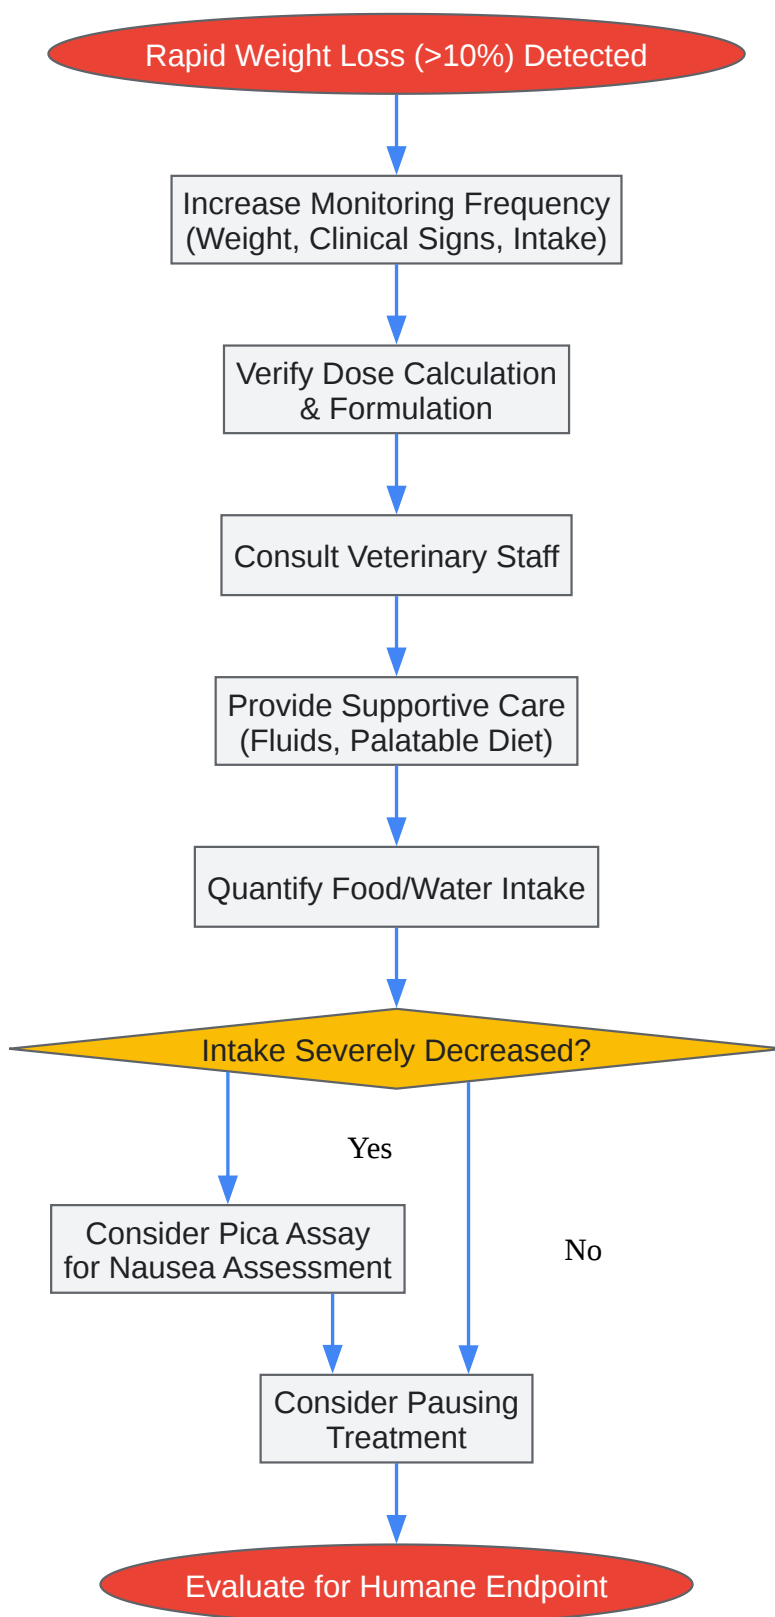 Rapid Weight Loss (>10%) Detected
Increase Monitoring Frequency
(Weight, Clinical Signs, Intake)
Verify Dose Calculation
& Formulation
Consult Veterinary Staff
Provide Supportive Care
(Fluids, Palatable Diet)
Quantify Food/Water Intake
Intake Severely Decreased?
Yes
Consider Pica Assay
for Nausea Assessment
No
Consider Pausing
Treatment
Evaluate for Humane Endpoint